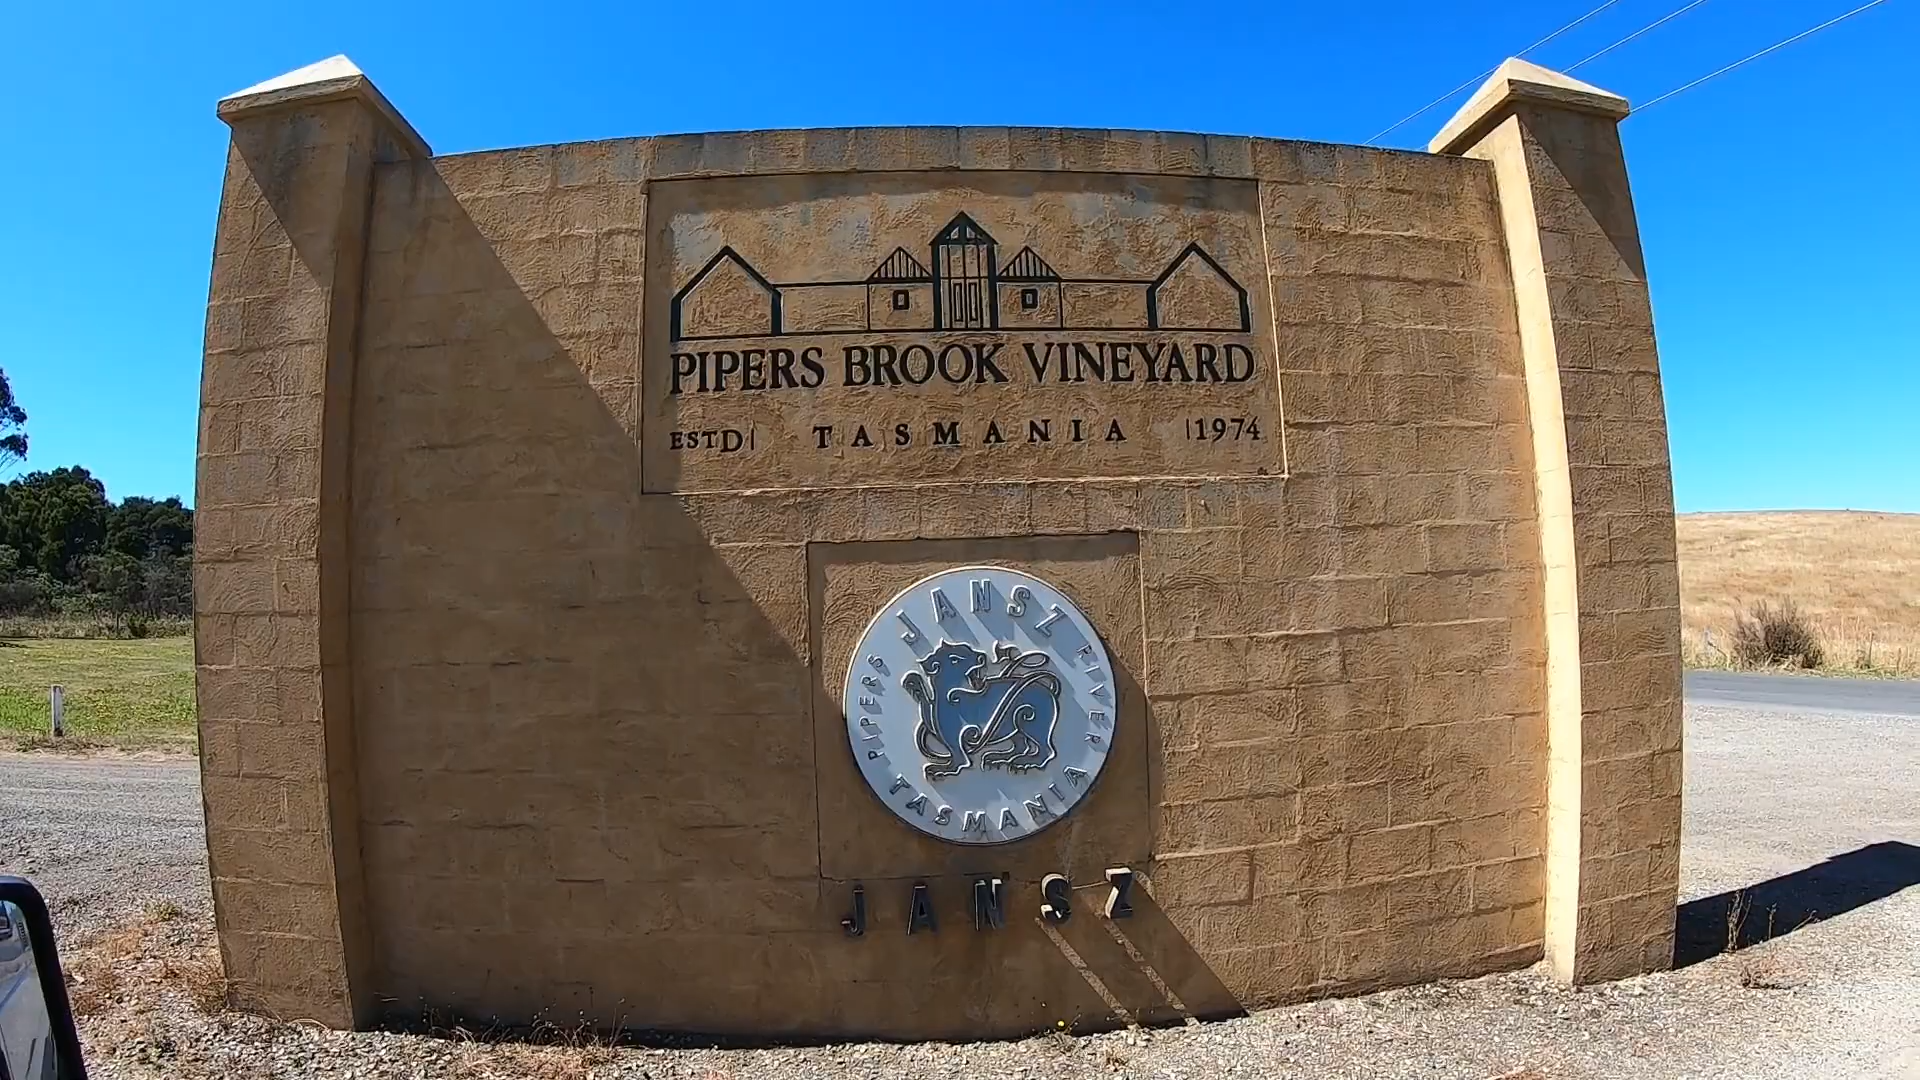 PIPERS BROOK VINEYARD
ESTD| TASMANIA |1974
JANSZ
PIPERS RIVER
TASMANIA
JANSZ